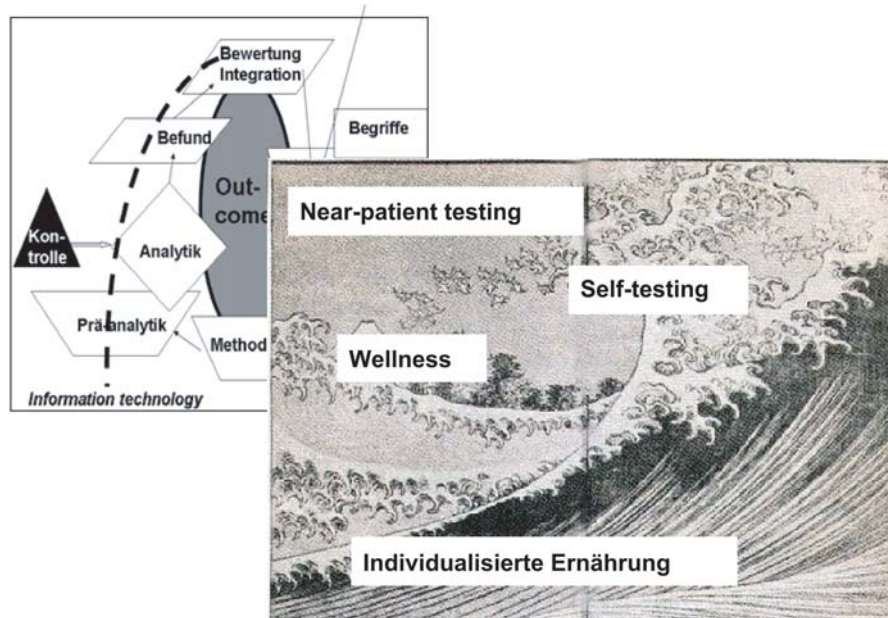 Bewertung
Integration
Begriffe
Befund
Out-
come
Kon-
trolle
Analytik
Prä-analytik
Method
Information technology
Near-patient testing
Self-testing
Wellness
Individualisierte Ernährung